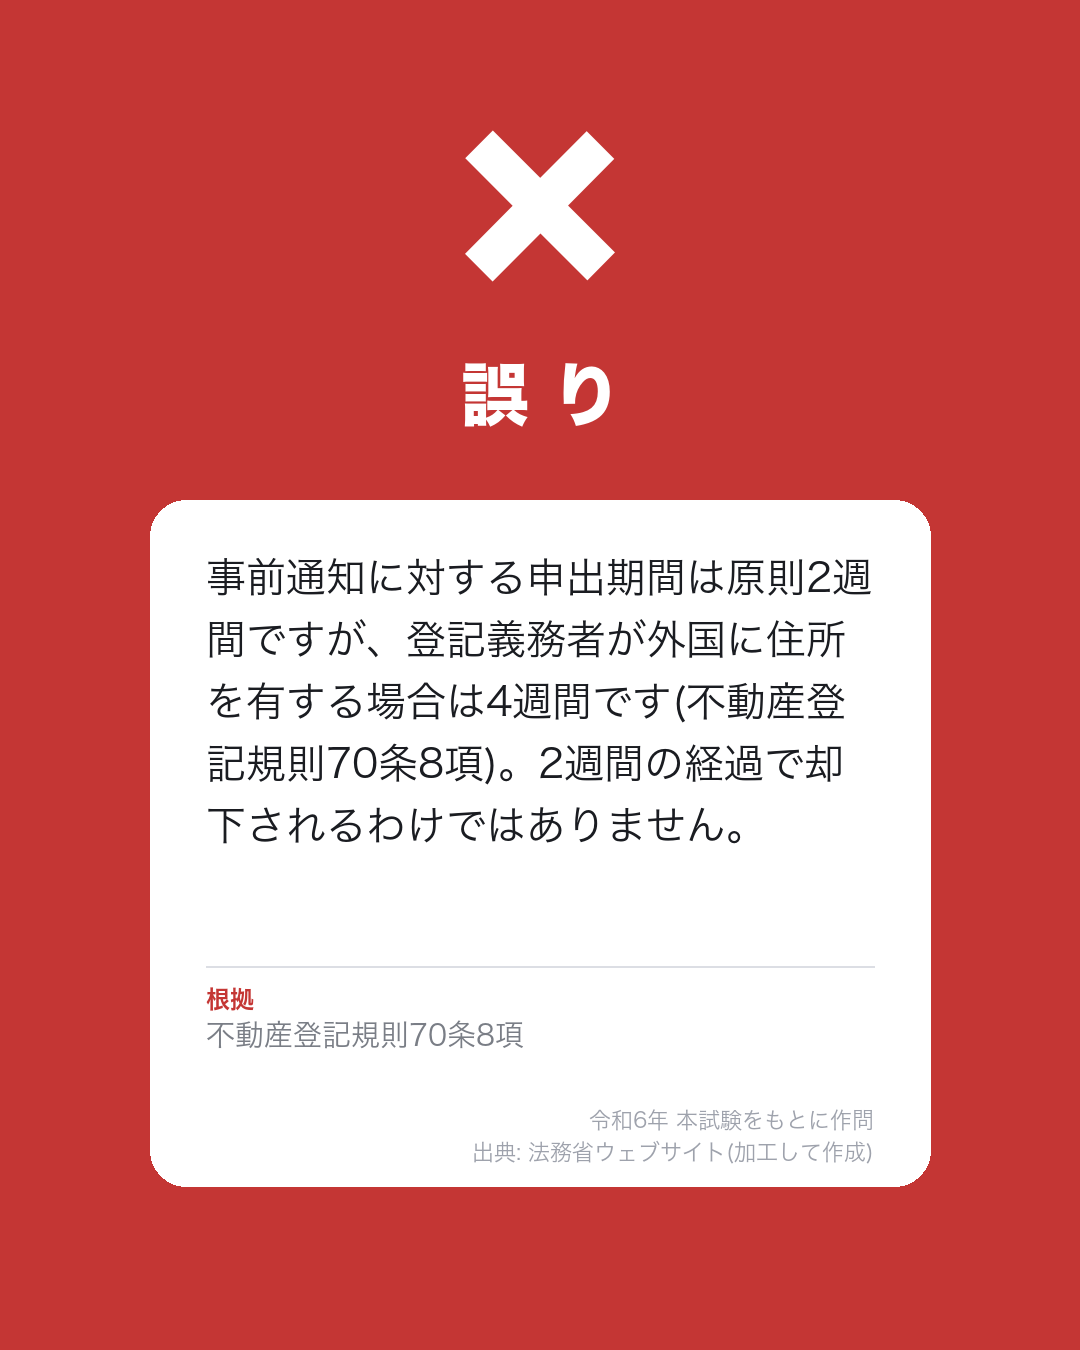 誤り
事前通知に対する申出期間は原則2週
間ですが、登記義務者が外国に住所
を有する場合は4週間です(不動産登
記規則70条8項)。2週間の経過で却
下されるわけではありません。
根拠
不動産登記規則70条8項
令和6年 本試験をもとに作問
出典: 法務省ウェブサイト(加工して作成)